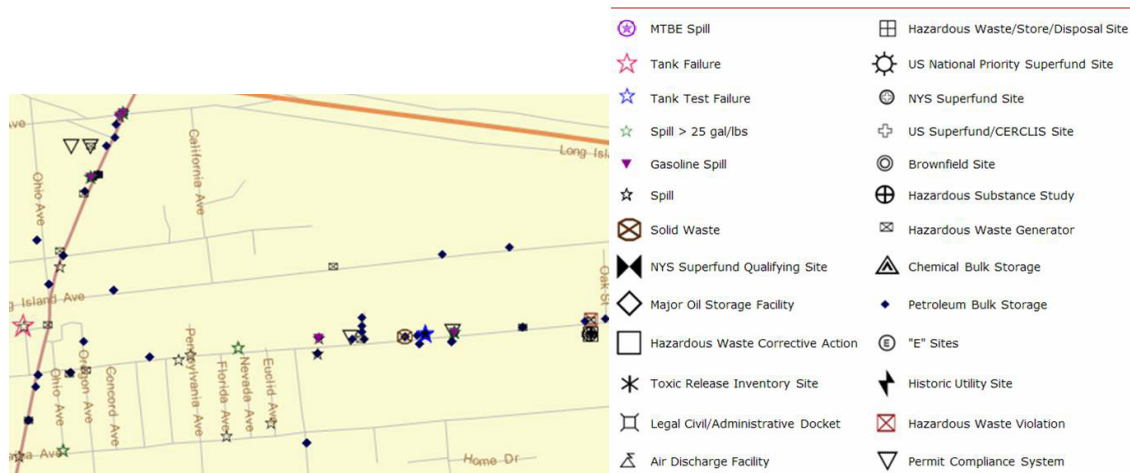 Ave
California Ave
Long Isl
Ohio Ave
Oak St
g Island Ave
Pennsylvania Ave
Oregon Ave
Ohio Ave
Concord Ave
Florida Ave
Nevada Ave
Euclid Ave
Ave
Home Dr
MTBE Spill
Tank Failure
Tank Test Failure
Spill > 25 gal/lbs
Gasoline Spill
Spill
Solid Waste
NYS Superfund Qualifying Site
Major Oil Storage Facility
Hazardous Waste Corrective Action
Toxic Release Inventory Site
Legal Civil/Administrative Docket
Air Discharge Facility
Hazardous Waste/Store/Disposal Site
US National Priority Superfund Site
NYS Superfund Site
US Superfund/CERCLIS Site
Brownfield Site
Hazardous Substance Study
Hazardous Waste Generator
Chemical Bulk Storage
Petroleum Bulk Storage
E
"E" Sites
Historic Utility Site
Hazardous Waste Violation
Permit Compliance System